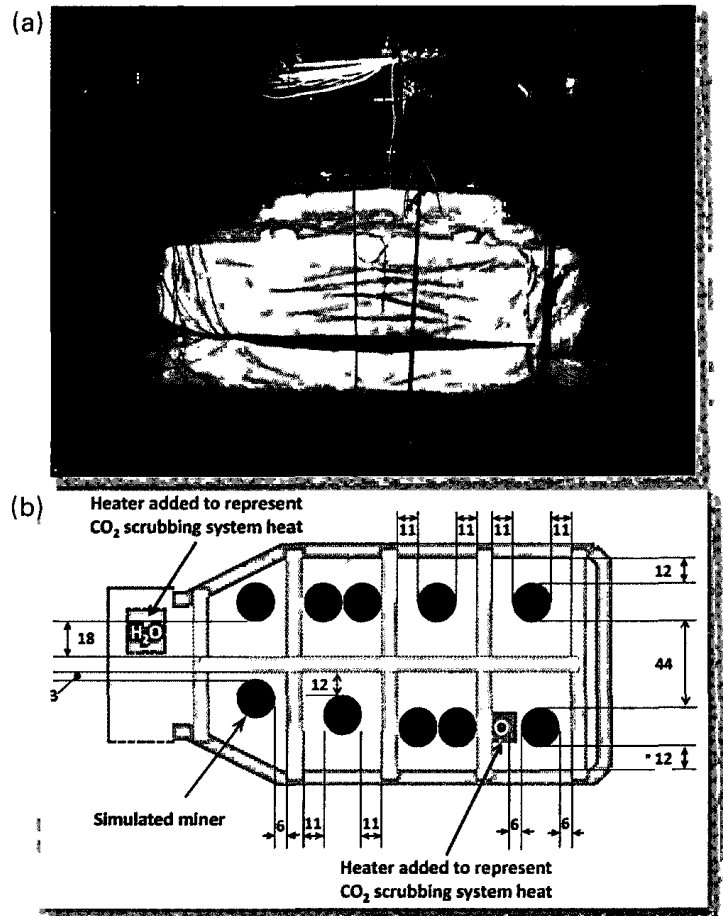 (a)
(b)
Heater added to represent
CO₂ scrubbing system heat
11
11
11
11
12
H₂O
18
44
3
12
O
12
Simulated miner
6
11
11
6
6
Heater added to represent
CO₂ scrubbing system heat